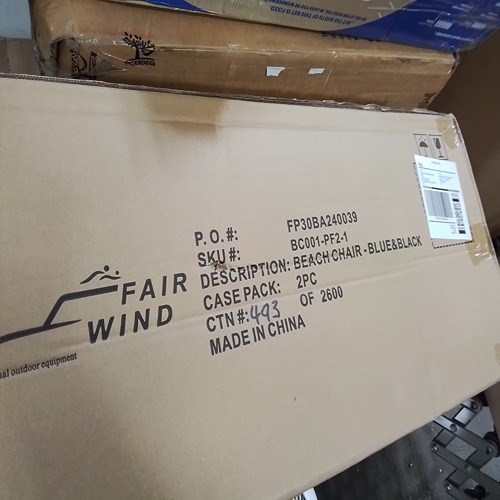 FAIR
WIND
nal outdoor equipment
P.O.#: FP30BA240039
SKU#: BC001-PF2-1
DESCRIPTION: BEACH CHAIR - BLUE&BLACK
CASE PACK: 2PC
CTN#:493 OF 2600
MADE IN CHINA